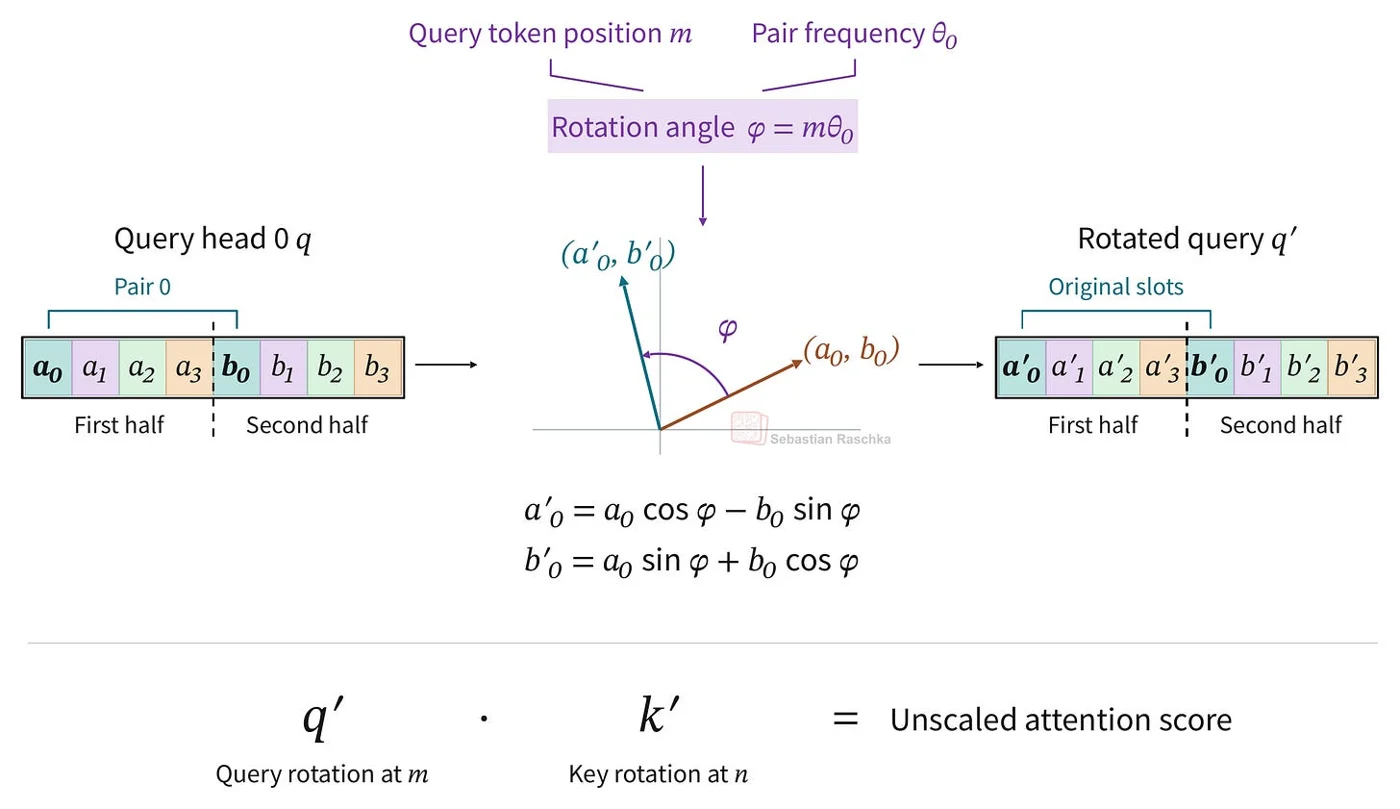 Query token position m
Pair frequency θ₀
Rotation angle φ = mθ₀
Query head 0 q
Pair 0
a₀ a₁ a₂ a₃ b₀ b₁ b₂ b₃
First half
Second half
(a′₀, b′₀)
φ
(a₀, b₀)
Sebastian Raschka
Rotated query q′
Original slots
a′₀ a′₁ a′₂ a′₃ b′₀ b′₁ b′₂ b′₃
First half
Second half
a′₀ = a₀ cos φ − b₀ sin φ
b′₀ = a₀ sin φ + b₀ cos φ
q′ · k′ = Unscaled attention score
Query rotation at m
Key rotation at n